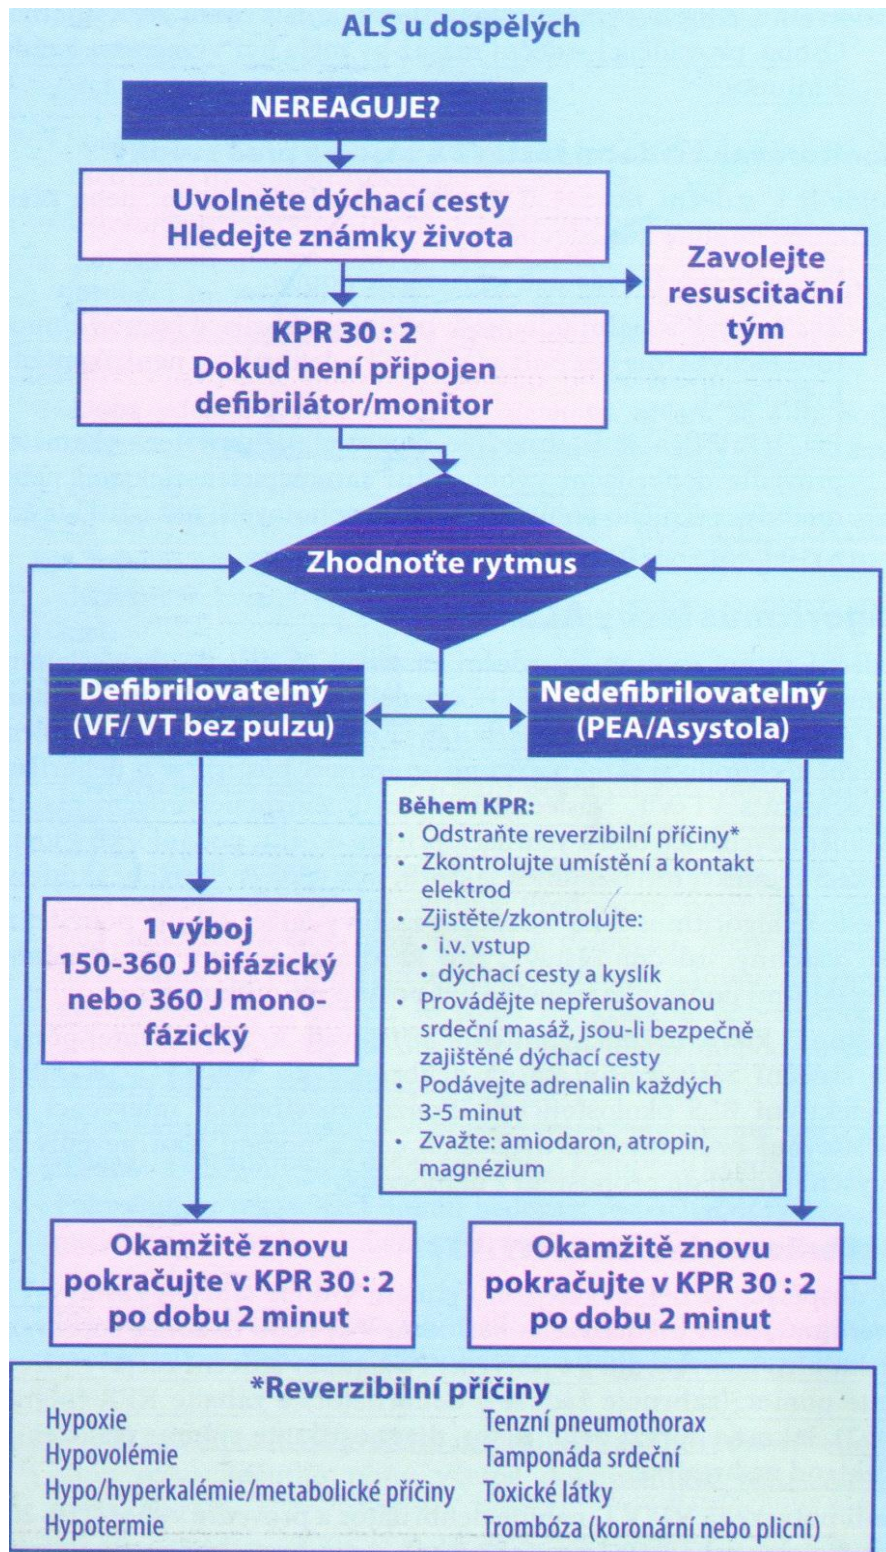 ALS u dospělých
NEREAGUJE?
Uvolněte dýchací cesty
Hledejte známky života
Zavolejte
resuscitační
tým
KPR 30 : 2
Dokud není připojen
defibrilátor/monitor
Zhodnoťte rytmus
Defibrilovatelný
(VF/ VT bez pulzu)
Nedefibrilovatelný
(PEA/Asystola)
1 výboj
150-360 J bifázický
nebo 360 J mono-
fázický
Během KPR:
• Odstraňte reverzibilní příčiny*
• Zkontrolujte umístění a kontakt
elektrod
• Zjistěte/zkontrolujte:
• i.v. vstup
• dýchací cesty a kyslík
• Provádějte nepřerušovanou
srdeční masáž, jsou-li bezpečně
zajištěné dýchací cesty
• Podávejte adrenalin každých
3-5 minut
• Zvažte: amiodaron, atropin,
magnézium
Okamžitě znovu
pokračujte v KPR 30 : 2
po dobu 2 minut
Okamžitě znovu
pokračujte v KPR 30 : 2
po dobu 2 minut
*Reverzibilní příčiny
Hypoxie
Hypovolémie
Hypo/hyperkalémie/metabolické příčiny
Hypotermie
Tenzní pneumothorax
Tamponáda srdeční
Toxické látky
Trombóza (koronární nebo plicní)